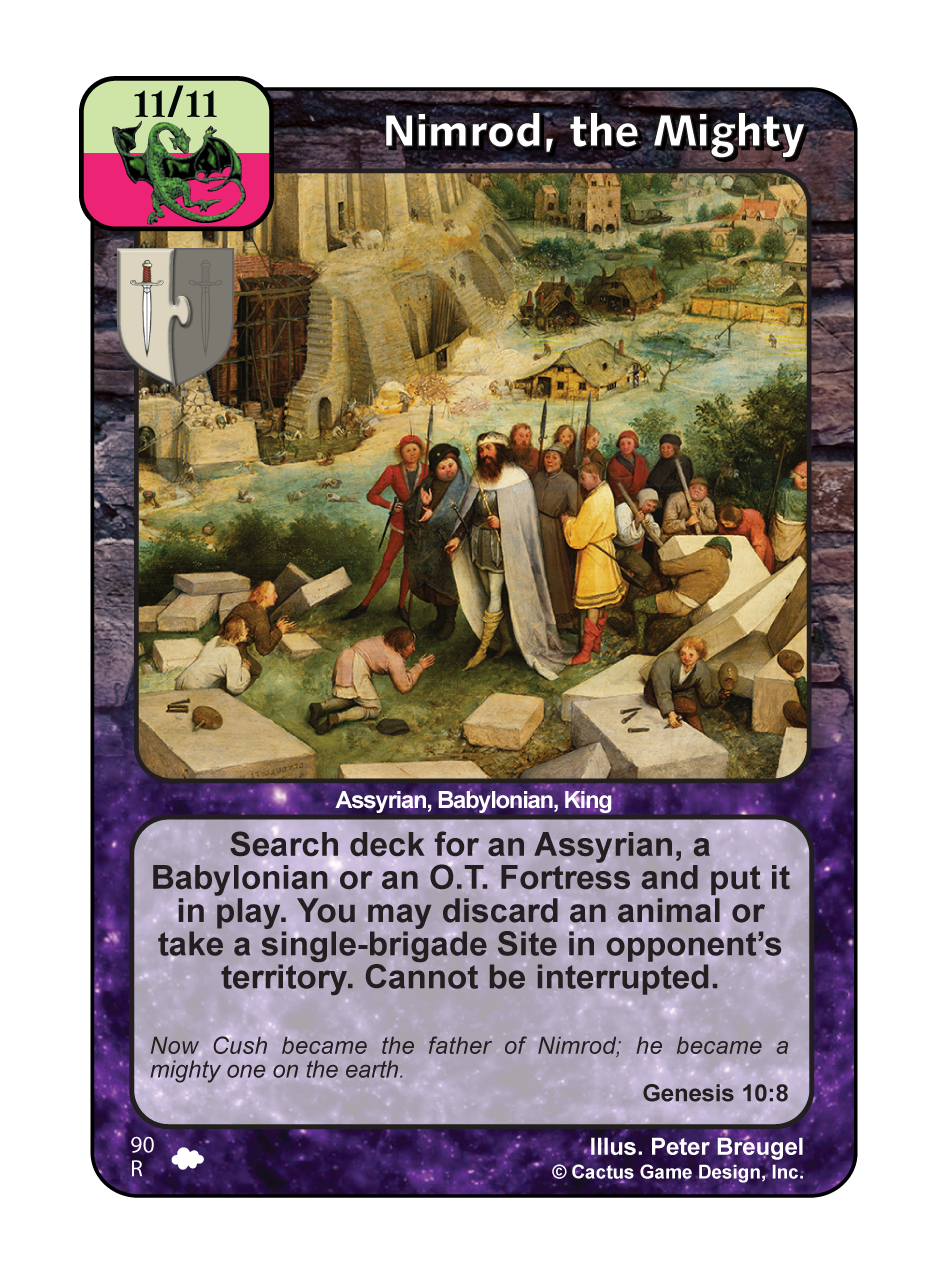 11/11
Nimrod, the Mighty
Assyrian, Babylonian, King
Search deck for an Assyrian, a
Babylonian or an O.T. Fortress and put it
in play. You may discard an animal or
take a single-brigade Site in opponent’s
territory. Cannot be interrupted.
Now Cush became the father of Nimrod; he became a
mighty one on the earth.
Genesis 10:8
90
R
Illus. Peter Breugel
© Cactus Game Design, Inc.